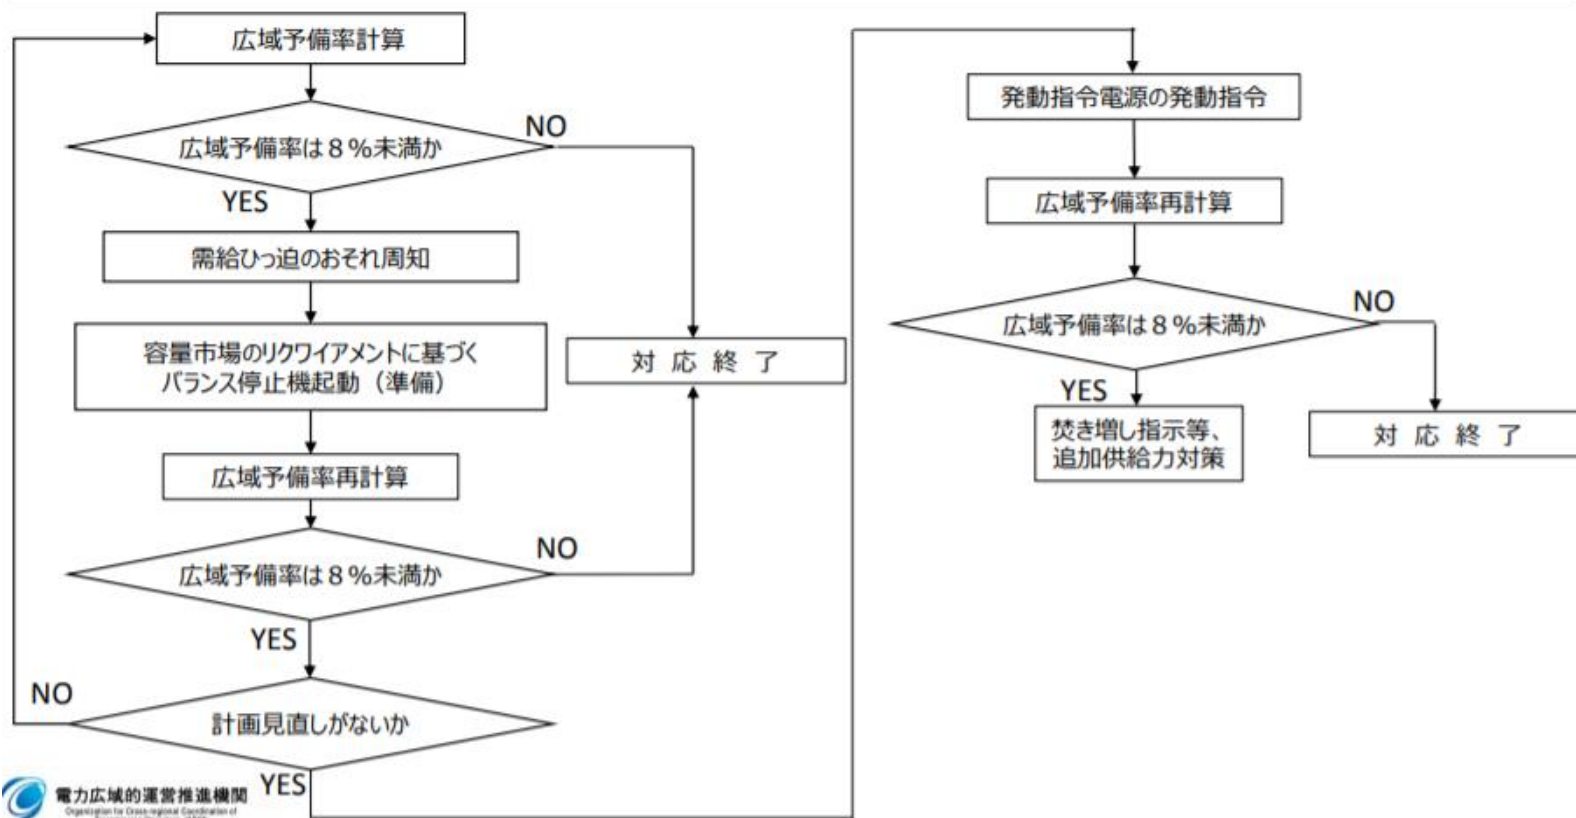 広域予備率計算
広域予備率は８％未満か
NO
YES
需給ひっ迫のおそれ周知
容量市場のリクワイアメントに基づく
バランス停止機起動（準備）
対 応 終 了
広域予備率再計算
広域予備率は８％未満か
NO
YES
計画見直しがないか
NO
YES
発動指令電源の発動指令
広域予備率再計算
広域予備率は８％未満か
NO
YES
焚き増し指示等、
追加供給力対策
対 応 終 了
電力広域的運営推進機関
Organization for Cross-regional Coordination of